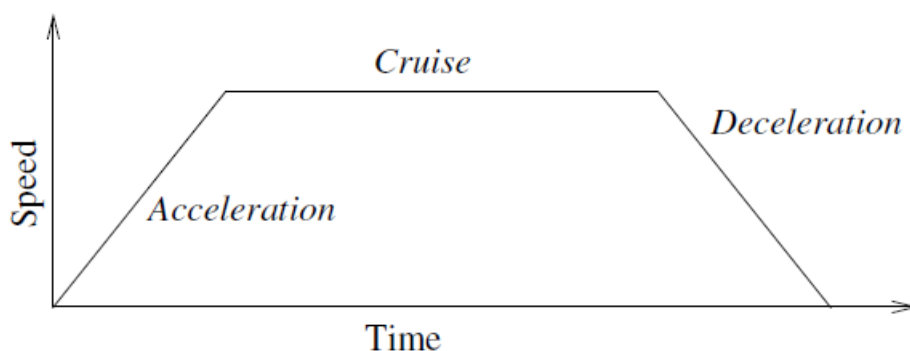 Cruise
Deceleration
Acceleration
Speed
Time